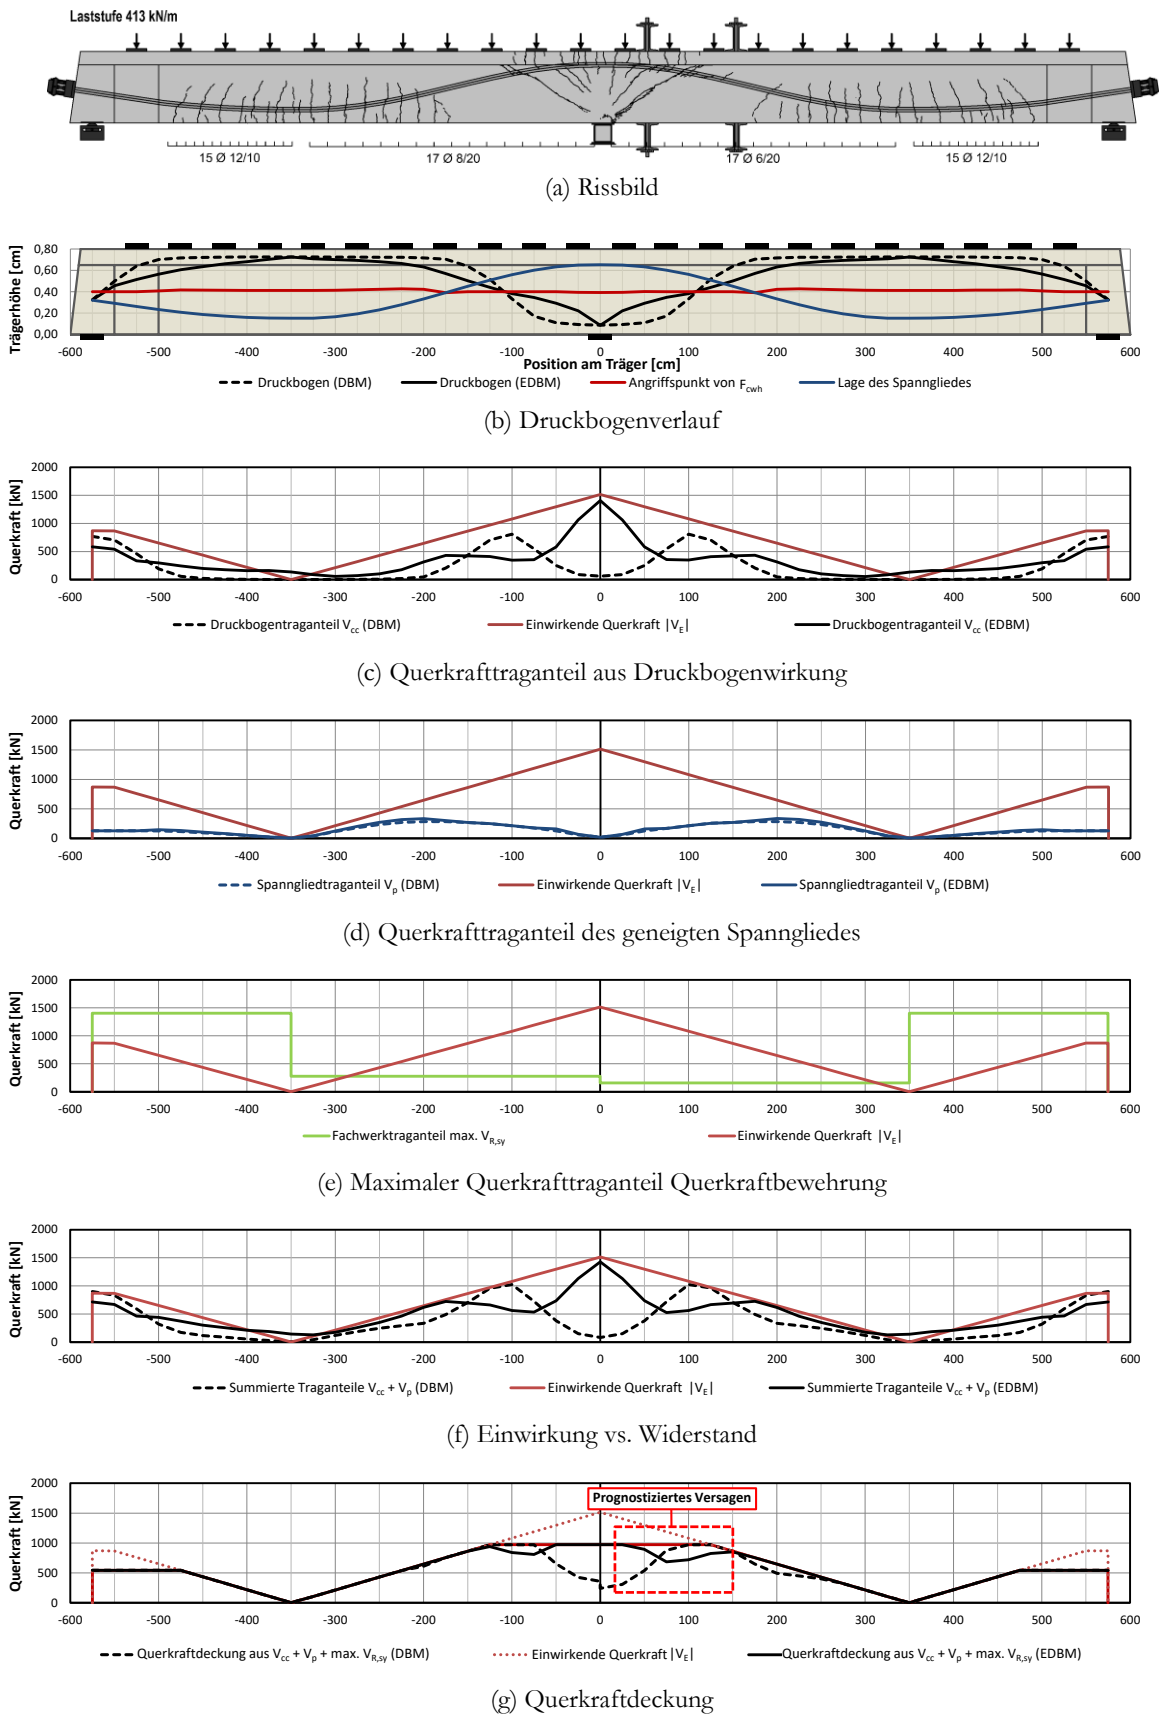 Laststufe 413 kN/m
15 Ø 12/10
17 Ø 8/20
17 Ø 6/20
15 Ø 12/10
(a) Rissbild
Trägerhöhe [cm]
0,80
0,60
0,40
0,20
0,00
-600 -500 -400 -300 -200 -100 0 100 200 300 400 500 600
Position am Träger [cm]
Druckbogen (DBM) Druckbogen (EDBM) Angriffspunkt von F_cwh Lage des Spanngliedes
(b) Druckbogenverlauf
Querkraft [kN]
2000
1500
1000
500
0
-600 -500 -400 -300 -200 -100 0 100 200 300 400 500 600
Druckbogentraganteil V_cc (DBM) Einwirkende Querkraft |V_E| Druckbogentraganteil V_cc (EDBM)
(c) Querkrafttraganteil aus Druckbogenwirkung
Querkraft [kN]
2000
1500
1000
500
0
-600 -500 -400 -300 -200 -100 0 100 200 300 400 500 600
Spanngliedtraganteil V_p (DBM) Einwirkende Querkraft |V_E| Spanngliedtraganteil V_p (EDBM)
(d) Querkrafttraganteil des geneigten Spanngliedes
Querkraft [kN]
2000
1500
1000
500
0
-600 -500 -400 -300 -200 -100 0 100 200 300 400 500 600
Fachwerktraganteil max. V_R,sy Einwirkende Querkraft |V_E|
(e) Maximaler Querkrafttraganteil Querkraftbewehrung
Querkraft [kN]
2000
1500
1000
500
0
-600 -500 -400 -300 -200 -100 0 100 200 300 400 500 600
Summierte Traganteile V_cc + V_p (DBM) Einwirkende Querkraft |V_E| Summierte Traganteile V_cc + V_p (EDBM)
(f) Einwirkung vs. Widerstand
Querkraft [kN]
2000
1500
1000
500
0
Prognostiziertes Versagen
-600 -500 -400 -300 -200 -100 0 100 200 300 400 500 600
Querkraftdeckung aus V_cc + V_p + max. V_R,sy (DBM) Einwirkende Querkraft |V_E| Querkraftdeckung aus V_cc + V_p + max. V_R,sy (EDBM)
(g) Querkraftdeckung